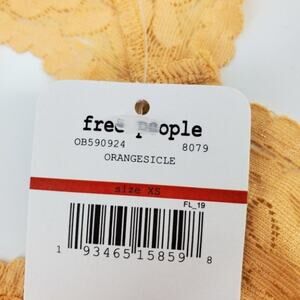 free people
OB590924 8079
ORANGESICLE
size XS
FL_19
1 93465 15859 8